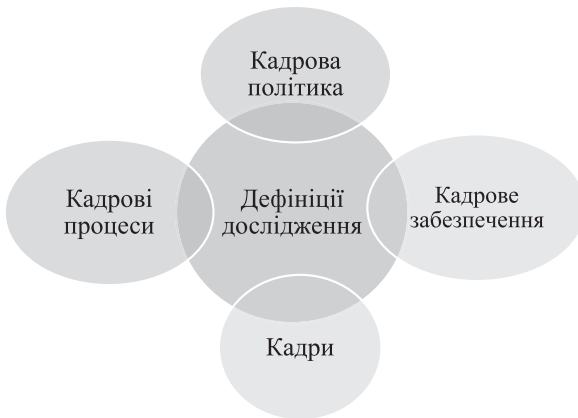 Кадрова
політика
Кадрові
процеси
Дефініції
дослідження
Кадрове
забезпечення
Кадри